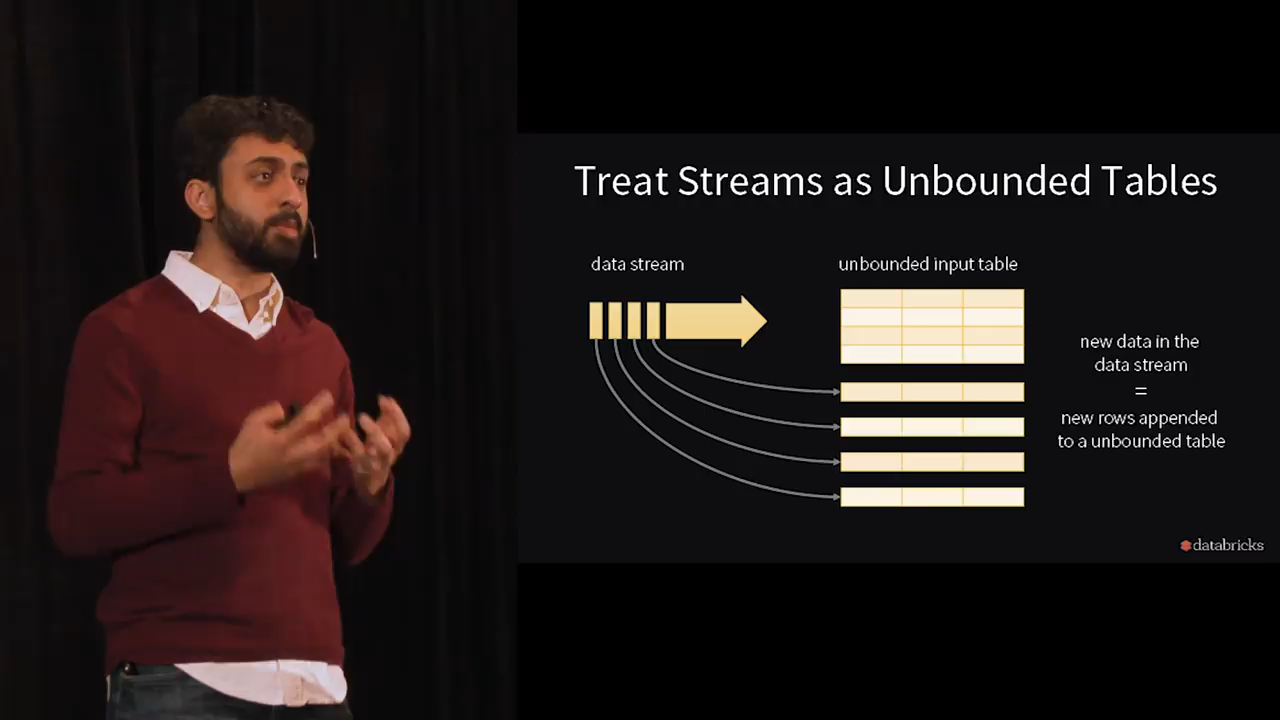 Treat Streams as Unbounded Tables
data stream
unbounded input table
new data in the
data stream
=
new rows appended
to a unbounded table
databricks